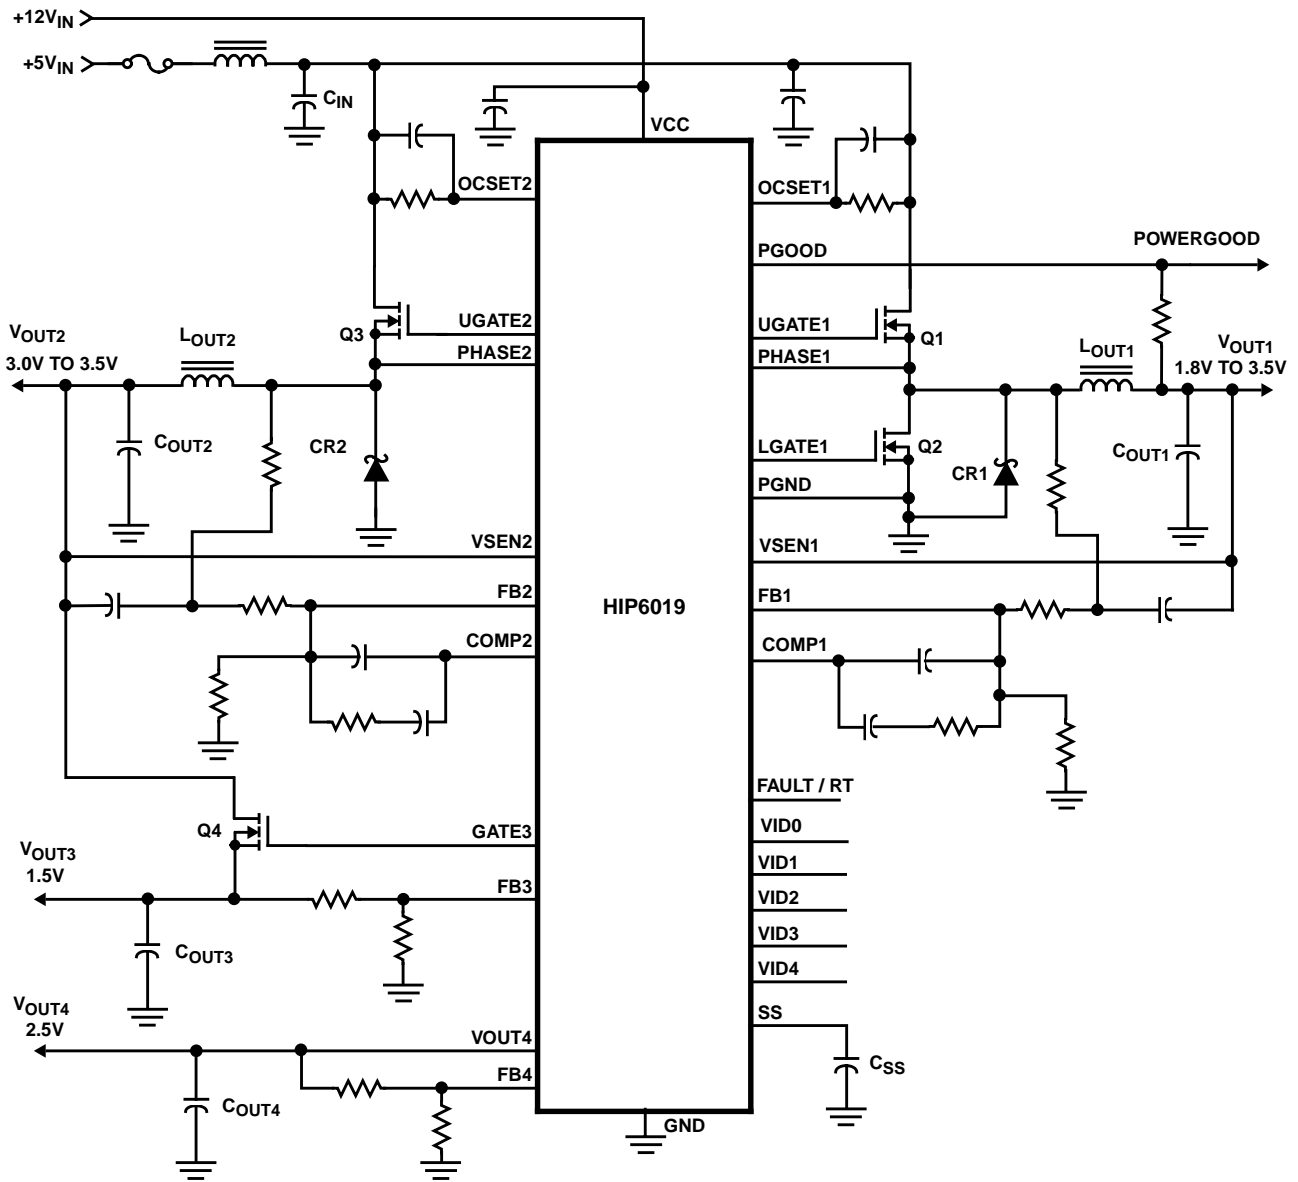 +12VIN
+5VIN
CIN
VCC
OCSET2
OCSET1
PGOOD
POWERGOOD
Q3
UGATE2
UGATE1
Q1
VOUT2
3.0V TO 3.5V
LOUT2
PHASE2
PHASE1
LOUT1
VOUT1
1.8V TO 3.5V
COUT2
CR2
LGATE1
Q2
COUT1
PGND
CR1
VSEN2
VSEN1
FB2
HIP6019
FB1
COMP2
COMP1
FAULT / RT
Q4
GATE3
VID0
VOUT3
1.5V
FB3
VID1
VID2
COUT3
VID3
VID4
VOUT4
2.5V
VOUT4
SS
FB4
CSS
COUT4
GND